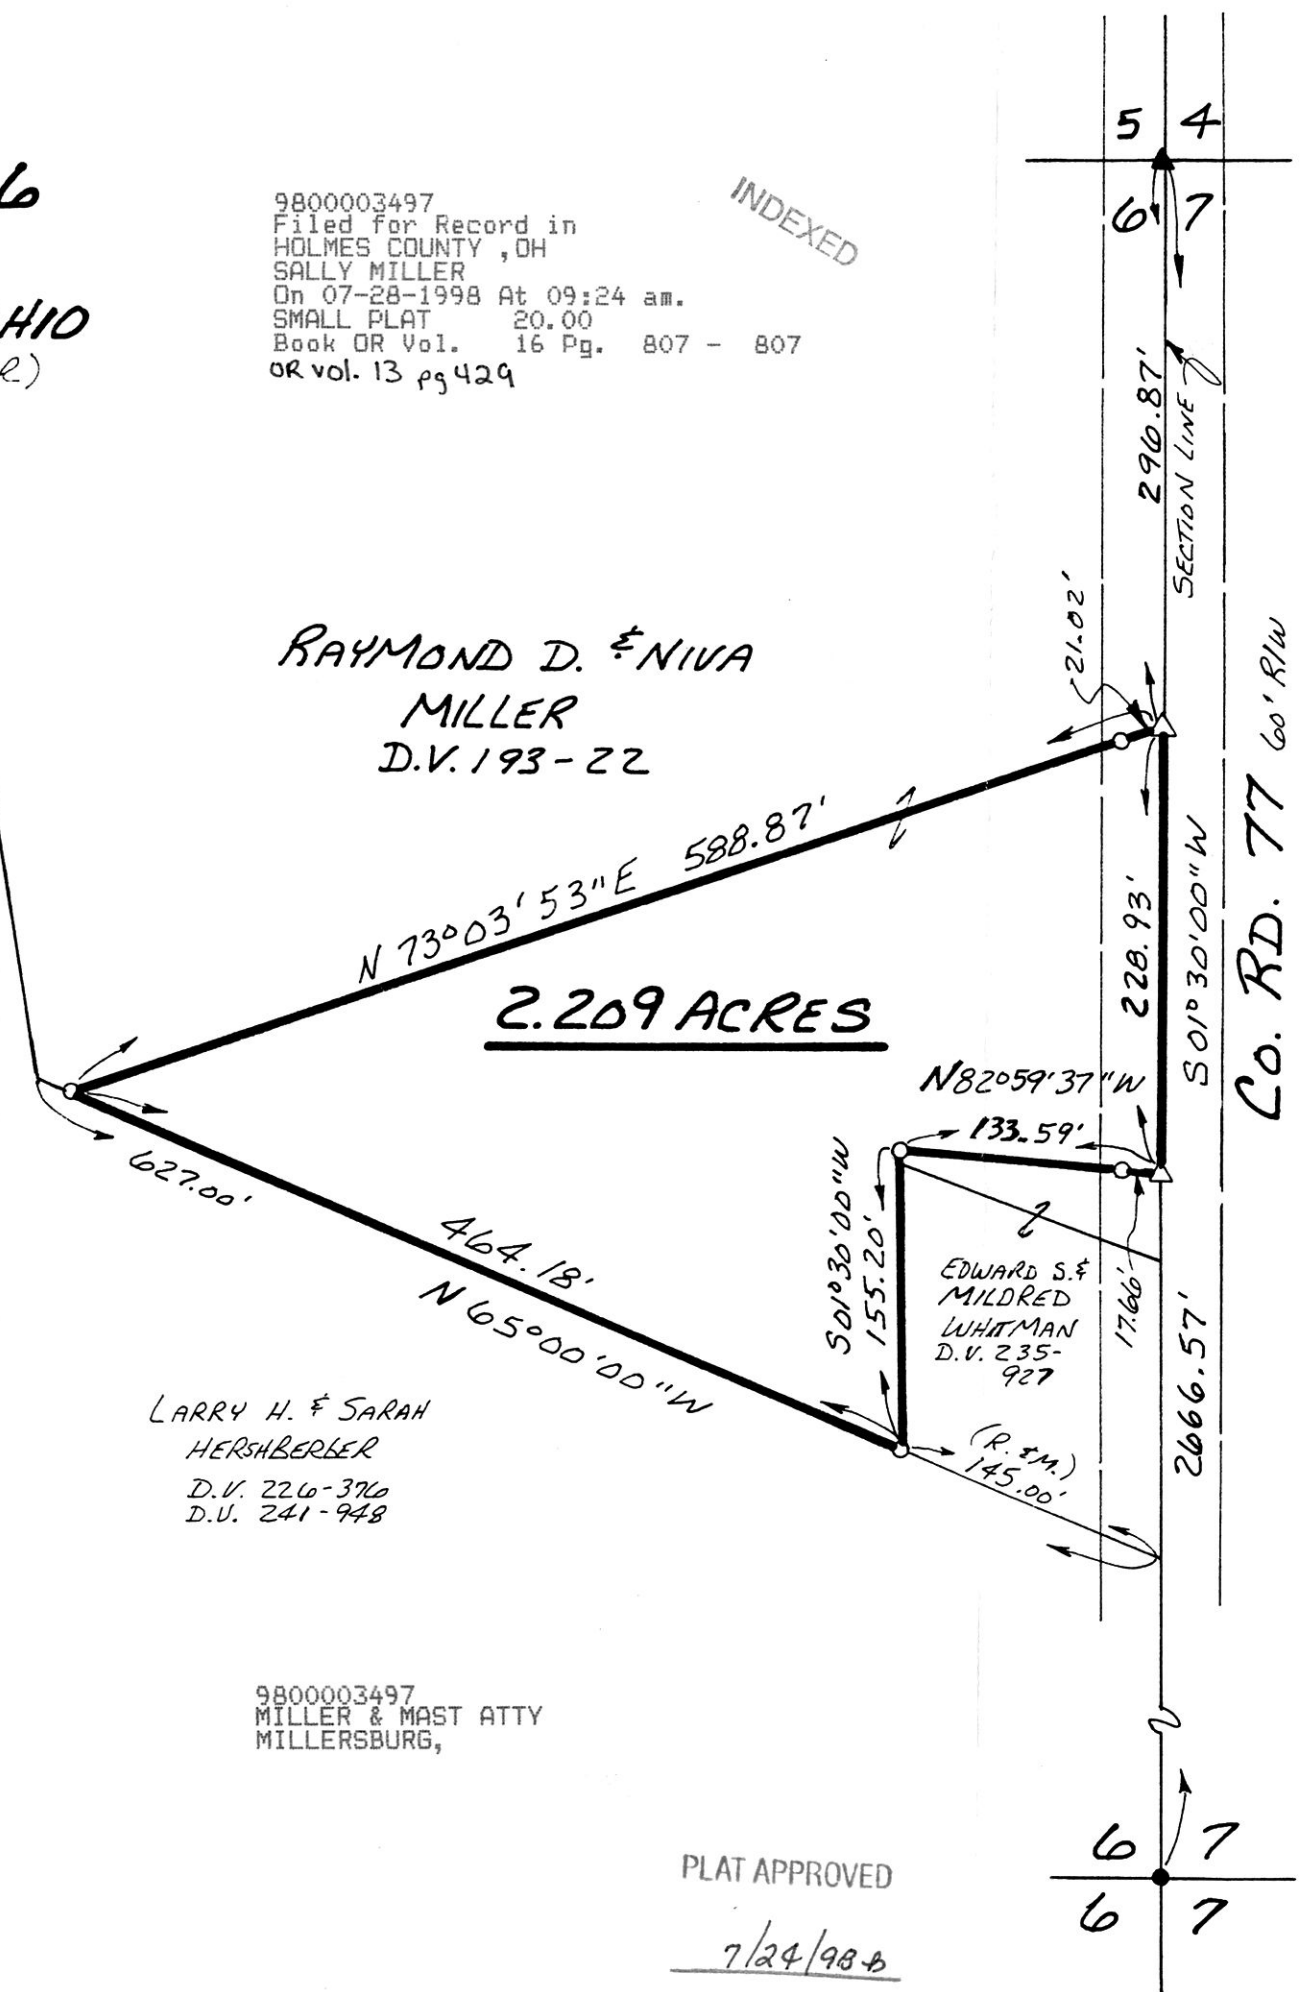 6
HIO
R)
9800003497
Filed for Record in
HOLMES COUNTY ,OH
SALLY MILLER
On 07-28-1998 At 09:24 am.
SMALL PLAT 20.00
Book OR Vol. 16 Pg. 807 - 807
OR vol. 13 pg 429
INDEXED
5 4
6 7
296.87'
SECTION LINE
21.02'
60' R/W
RAYMOND D. & NIVA
MILLER
D.V. 193-22
N 73°03'53"E 588.87'
2.209 ACRES
228.93'
S 01°30'00"W
CO. RD. 77
N82°59'37"W
133.59'
627.00'
464.18'
N 65°00'00"W
S01°30'00"W
155.20'
EDWARD S. &
MILDRED
WHITMAN
D.V. 235-
927
17.66'
2666.57'
(R. & M.)
145.00'
LARRY H. & SARAH
HERSHBERBER
D.V. 226-376
D.V. 241-948
9800003497
MILLER & MAST ATTY
MILLERSBURG,
6 7
6 7
PLAT APPROVED
7/24/98